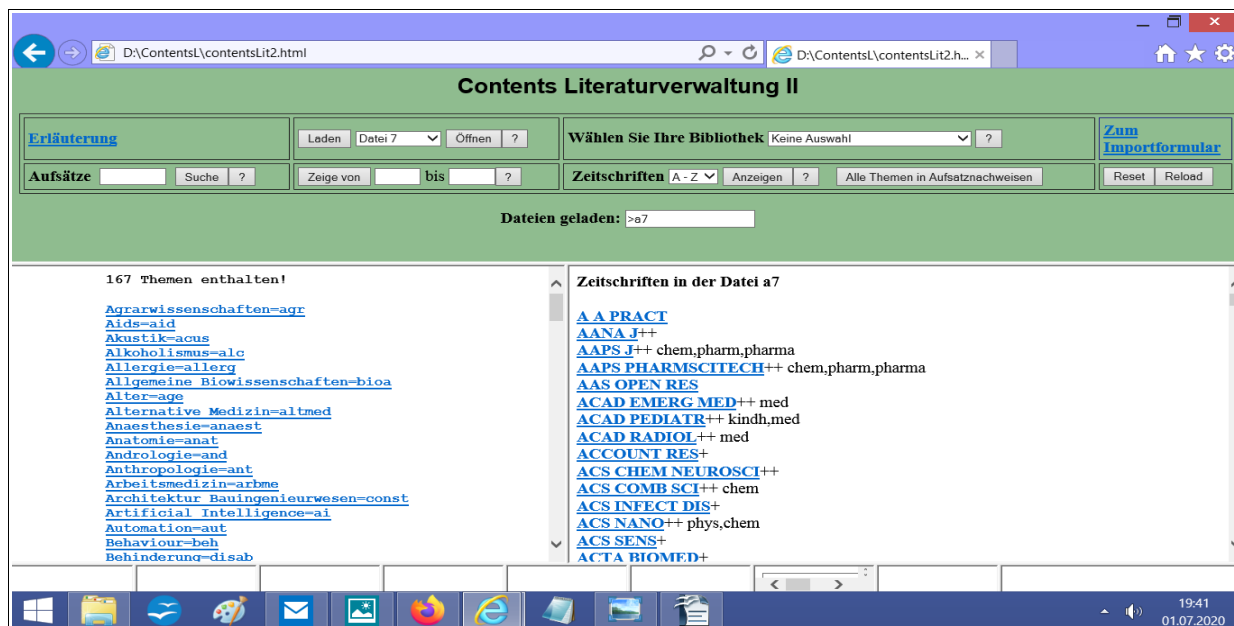 D:\ContentsL\contentsLit2.html
D:\ContentsL\contentsLit2.h...
Contents Literaturverwaltung II
Erläuterung
Laden Datei 7 Öffnen ?
Wählen Sie Ihre Bibliothek Keine Auswahl ?
Zum
Importformular
Aufsätze Suche ?
Zeige von bis ?
Zeitschriften A - Z Anzeigen ? Alle Themen in Aufsatznachweisen
Reset Reload
Dateien geladen: >a7
167 Themen enthalten!
Agrarwissenschaften=agr
Aids=aid
Akustik=acus
Alkoholismus=alc
Allergie=allerg
Allgemeine Biowissenschaften=bioa
Alter=age
Alternative Medizin=altmed
Anaesthesie=anaest
Anatomie=anat
Andrologie=and
Anthropologie=ant
Arbeitsmedizin=arbme
Architektur Bauingenieurwesen=const
Artificial Intelligence=ai
Automation=aut
Behaviour=beh
Behinderung=disab
Zeitschriften in der Datei a7
A A PRACT
AANA J++
AAPS J++ chem,pharm,pharma
AAPS PHARMSCITECH++ chem,pharm,pharma
AAS OPEN RES
ACAD EMERG MED++ med
ACAD PEDIATR++ kindh,med
ACAD RADIOL++ med
ACCOUNT RES+
ACS CHEM NEUROSCI++
ACS COMB SCI++ chem
ACS INFECT DIS+
ACS NANO++ phys,chem
ACS SENS+
ACTA BIOMED+
19:41
01.07.2020